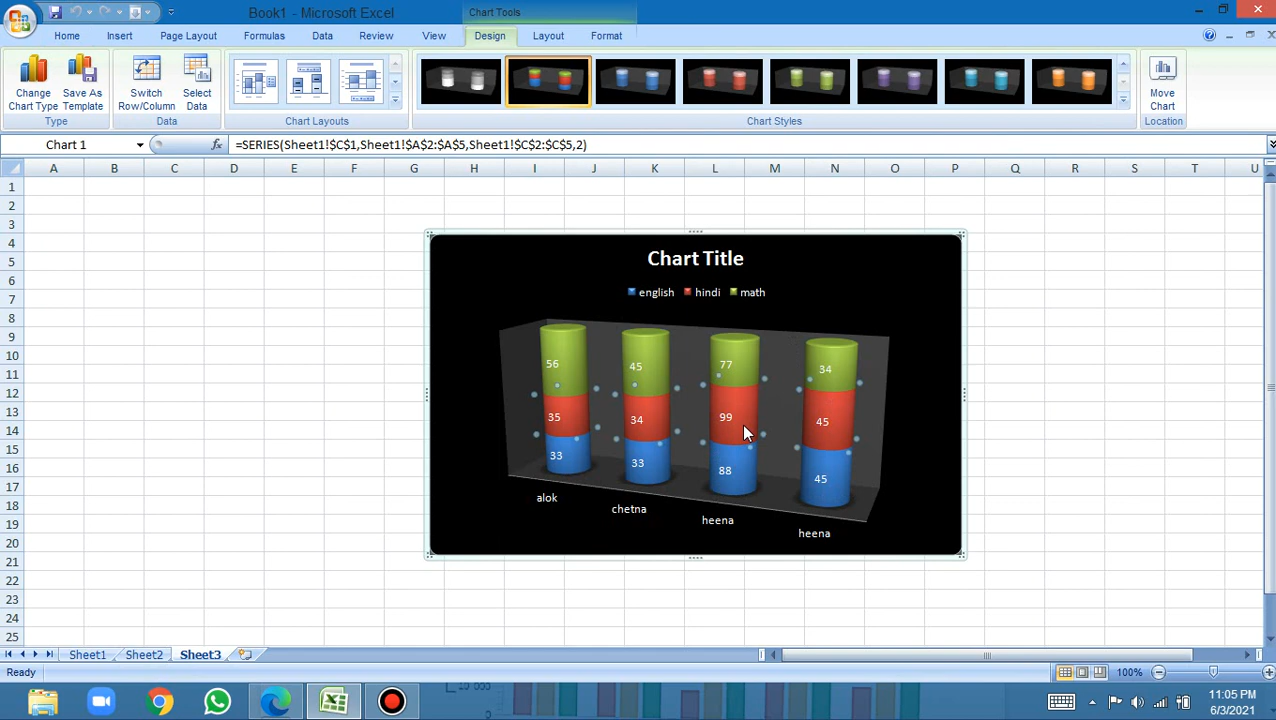 Book1 - Microsoft Excel
Chart Tools
Home Insert Page Layout Formulas Data Review View Design Layout Format
Change Chart Type
Save As Template
Switch Row/Column
Select Data
Move Chart
Type Data Chart Layouts Chart Styles Location
Chart 1 fx =SERIES(Sheet1!$C$1,Sheet1!$A$2:$A$5,Sheet1!$C$2:$C$5,2)
A B C D E F G H I J K L M N O P Q R S T U
1
2
3
4
5
6
7
8
9
10
11
12
13
14
15
16
17
18
19
20
21
22
23
24
25
Chart Title
english hindi math
56 45 77 34
35 34 99 45
33 33 88 45
alok chetna heena heena
Sheet1 Sheet2 Sheet3
Ready 100%
11:05 PM
6/3/2021